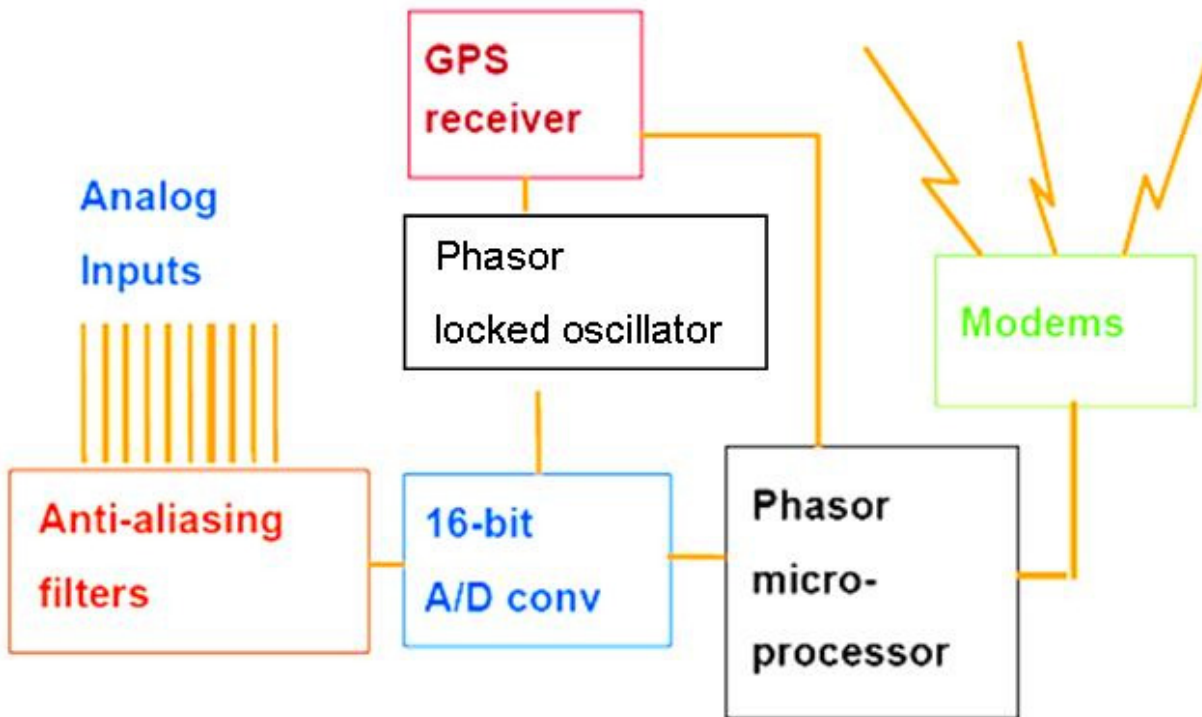 GPS
receiver
Analog
Inputs
Phasor
locked oscillator
Modems
Anti-aliasing
filters
16-bit
A/D conv
Phasor
micro-
processor